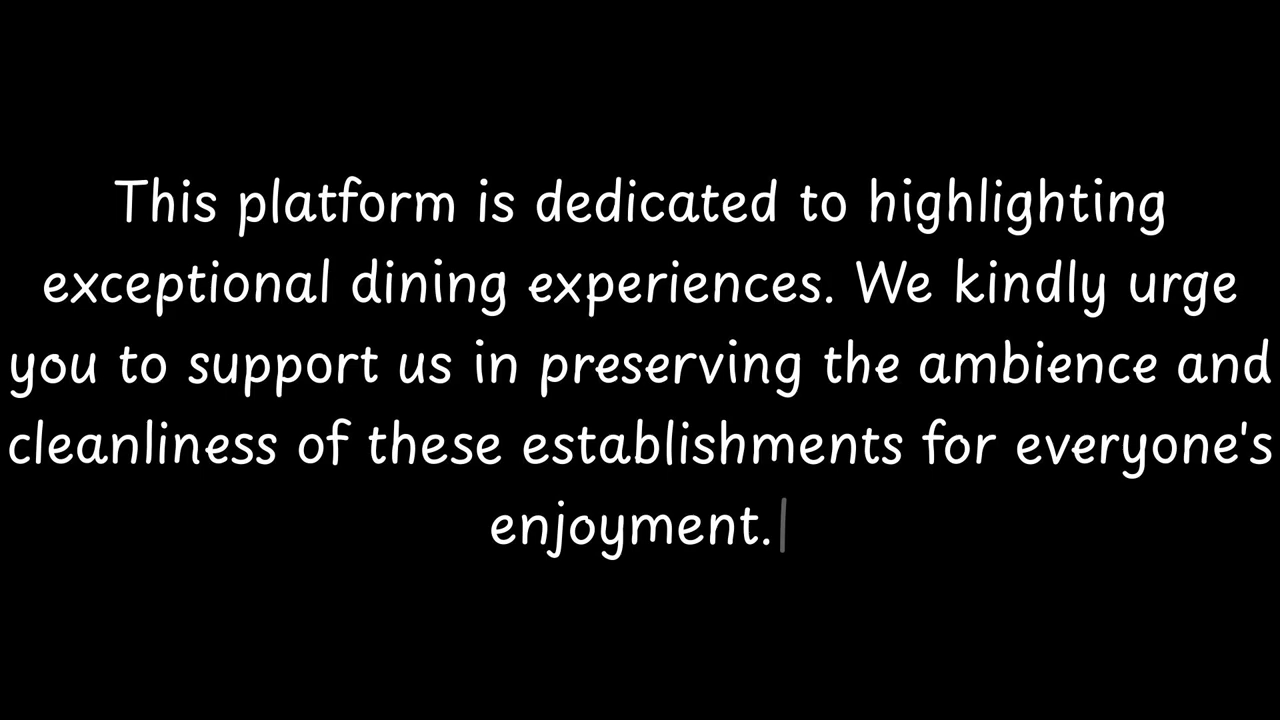 This platform is dedicated to highlighting
exceptional dining experiences. We kindly urge
you to support us in preserving the ambience and
cleanliness of these establishments for everyone's
enjoyment.